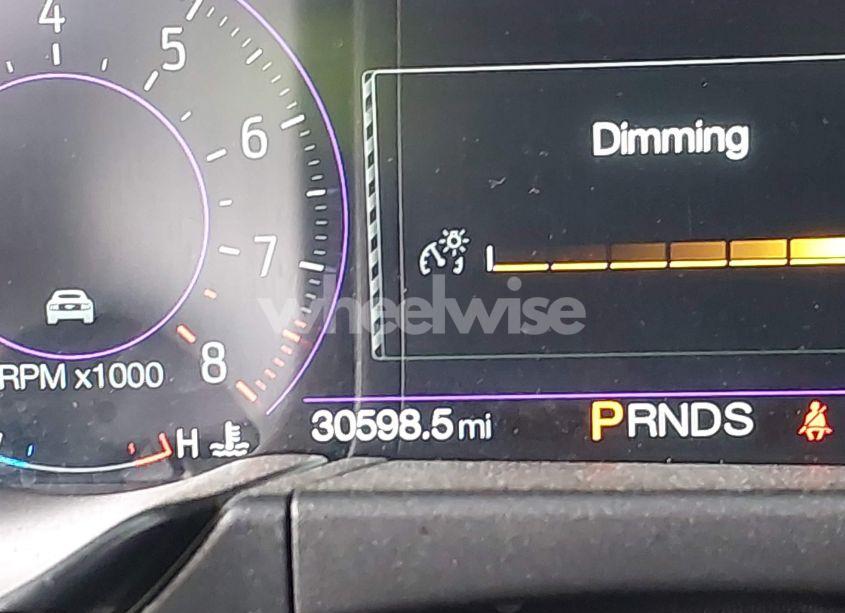 4
5
6
7
8
RPM x1000
H
Dimming
wheelwise
30598.5 mi
PRNDS